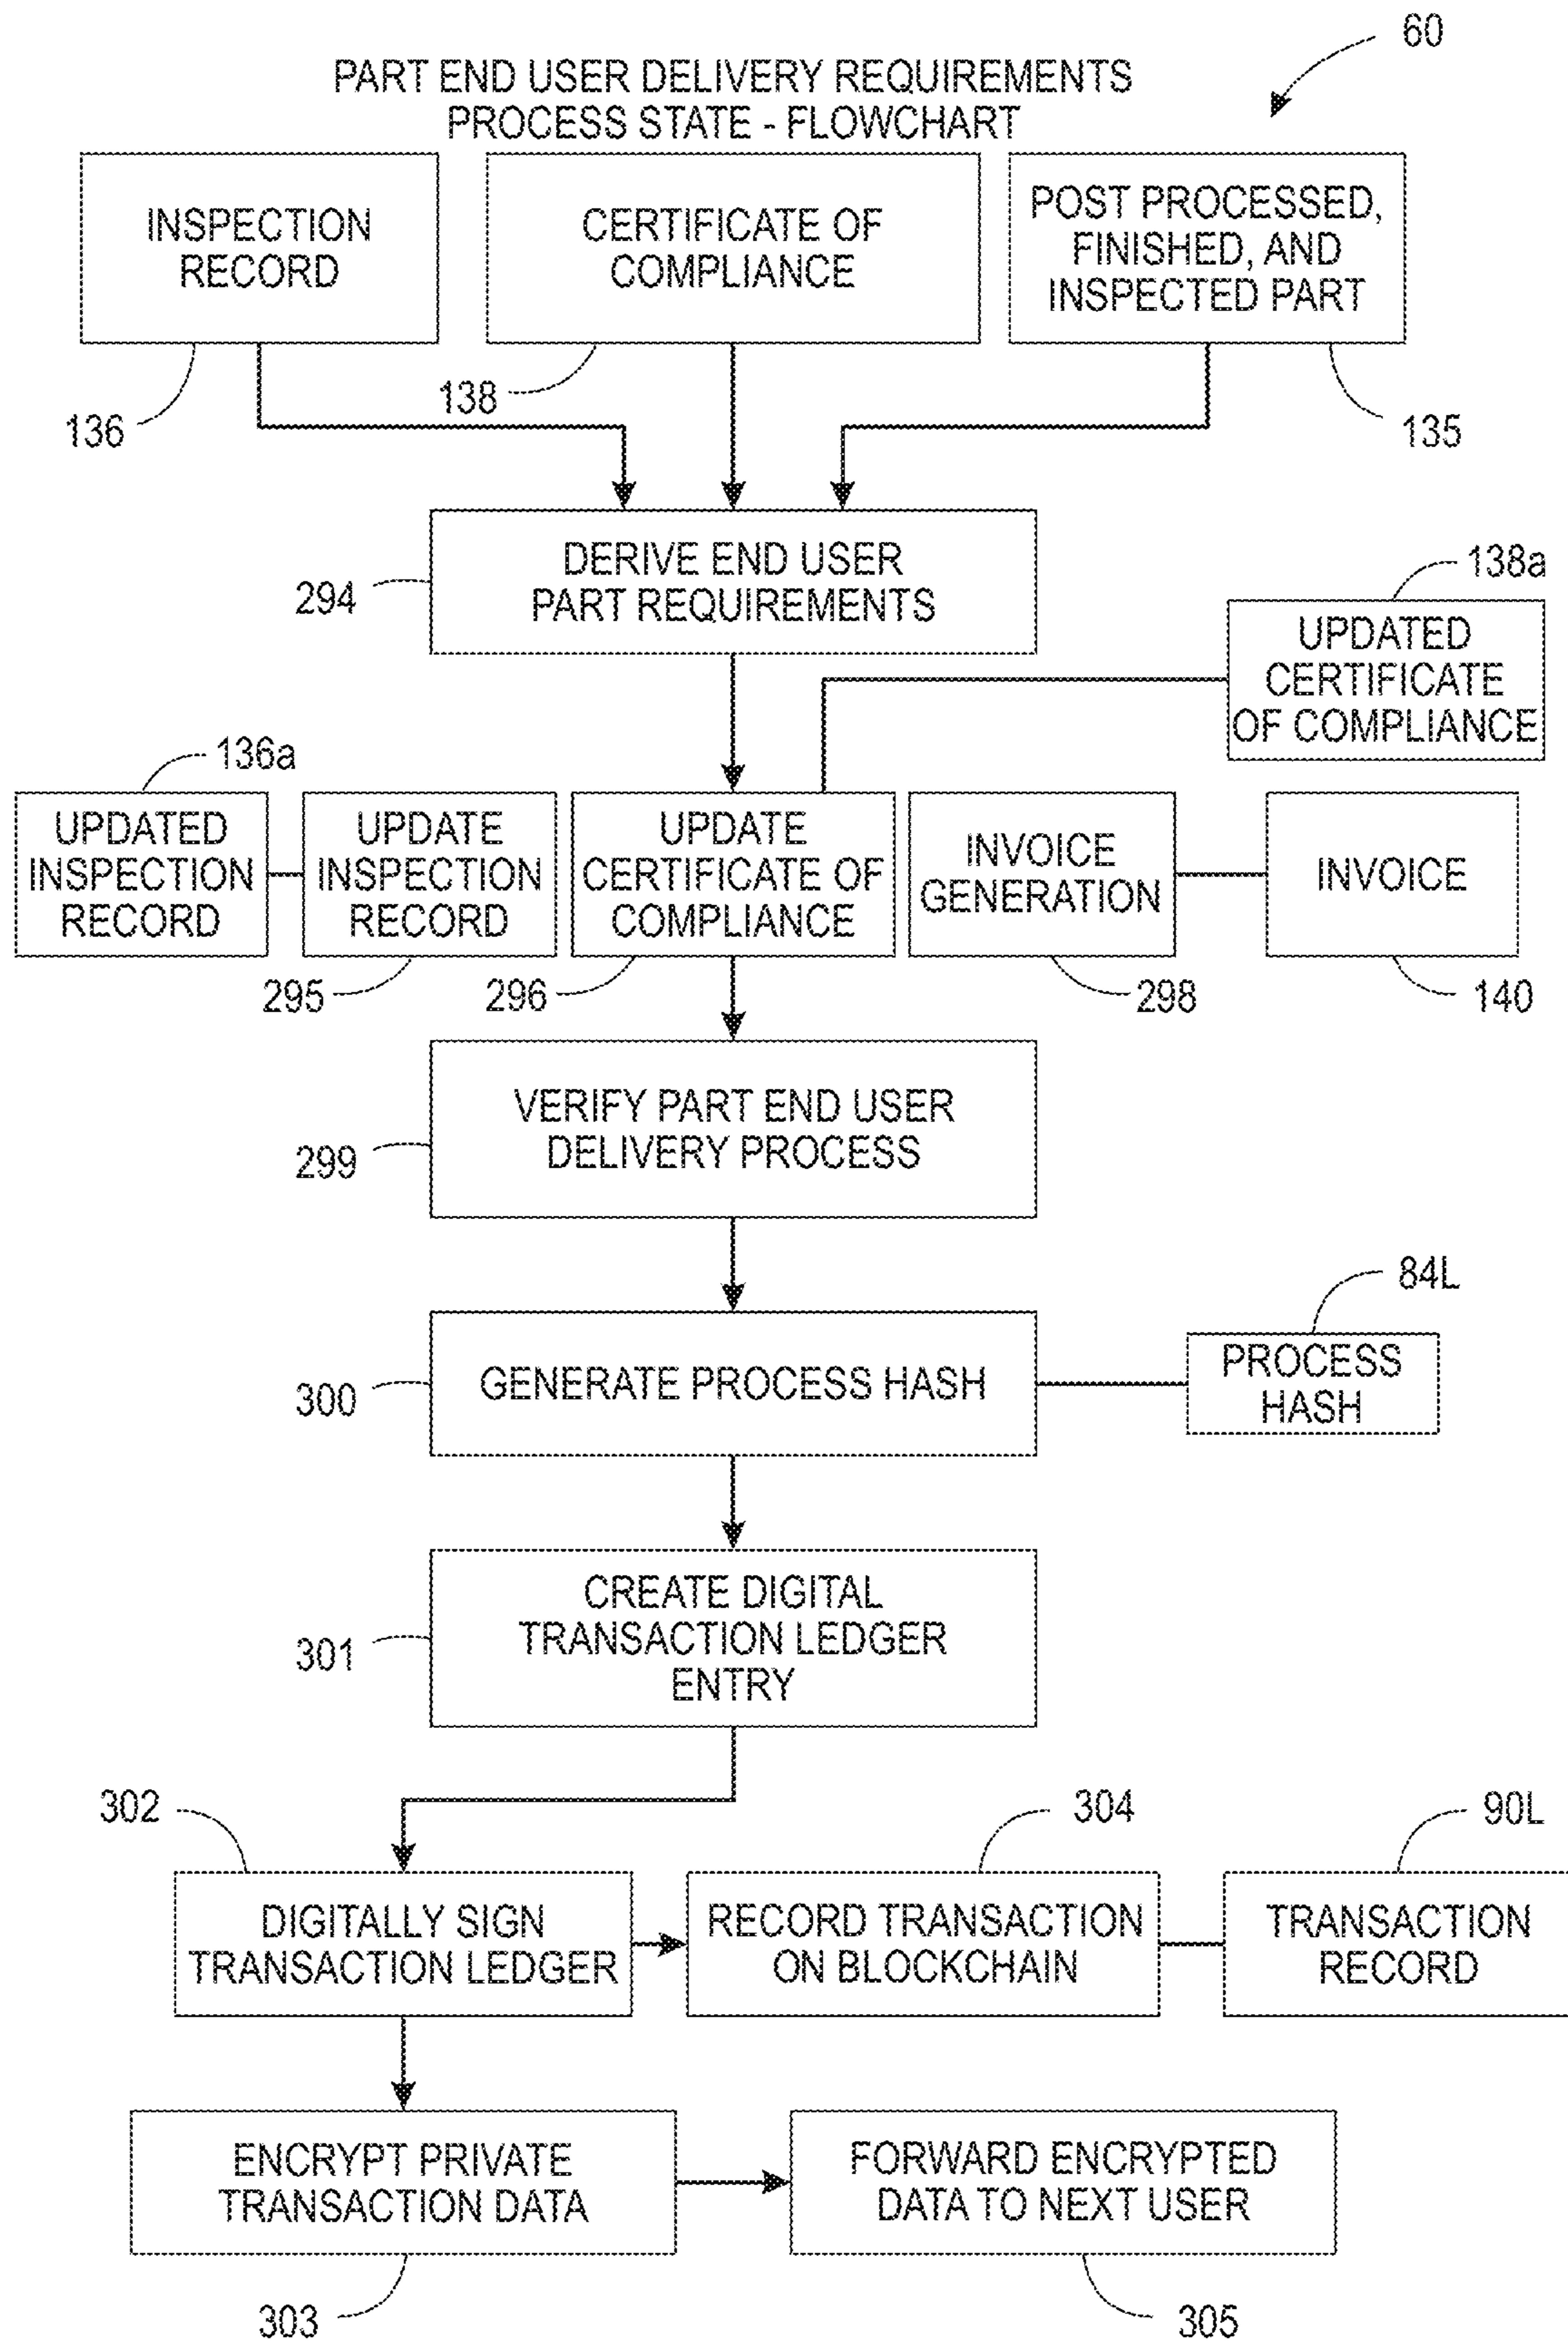 60
PART END USER DELIVERY REQUIREMENTS
PROCESS STATE - FLOWCHART
INSPECTION
RECORD
CERTIFICATE OF
COMPLIANCE
POST PROCESSED,
FINISHED, AND
INSPECTED PART
136
138
135
DERIVE END USER
PART REQUIREMENTS
294
138a
UPDATED
CERTIFICATE
OF COMPLIANCE
136a
UPDATED
INSPECTION
RECORD
UPDATE
INSPECTION
RECORD
UPDATE
CERTIFICATE OF
COMPLIANCE
INVOICE
GENERATION
INVOICE
295
296
298
140
VERIFY PART END USER
DELIVERY PROCESS
299
84L
GENERATE PROCESS HASH
300
PROCESS
HASH
CREATE DIGITAL
TRANSACTION LEDGER
ENTRY
301
302
304
90L
DIGITALLY SIGN
TRANSACTION LEDGER
RECORD TRANSACTION
ON BLOCKCHAIN
TRANSACTION
RECORD
ENCRYPT PRIVATE
TRANSACTION DATA
FORWARD ENCRYPTED
DATA TO NEXT USER
303
305